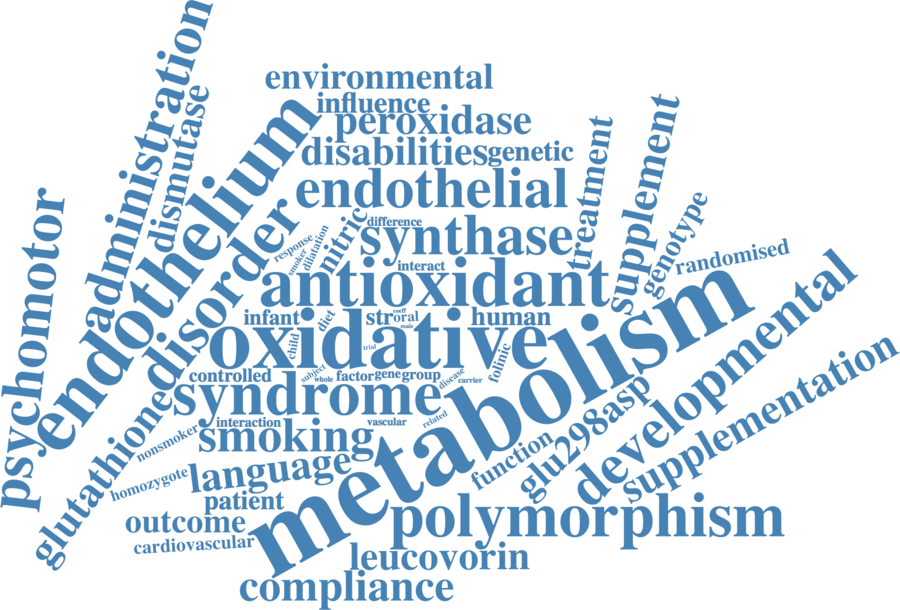 environmental
influence
peroxidase
disabilities
genetic
endothelial
difference
synthase
nitric
response
smoker
dilatation
interact
antioxidant
administration
dismutase
endothelium
psychomotor
disorder
glutathione
treatment
supplement
genotype
randomised
infant
diet
str
coeff
oral
male
human
oxidative
child
trial
folinic
controlled
subject
whole
factor
gene
group
disease
carrier
syndrome
interaction
vascular
related
smoking
nonsmoker
metabolism
developmental
supplementation
glu298asp
function
homozygote
language
patient
outcome
cardiovascular
polymorphism
leucovorin
compliance